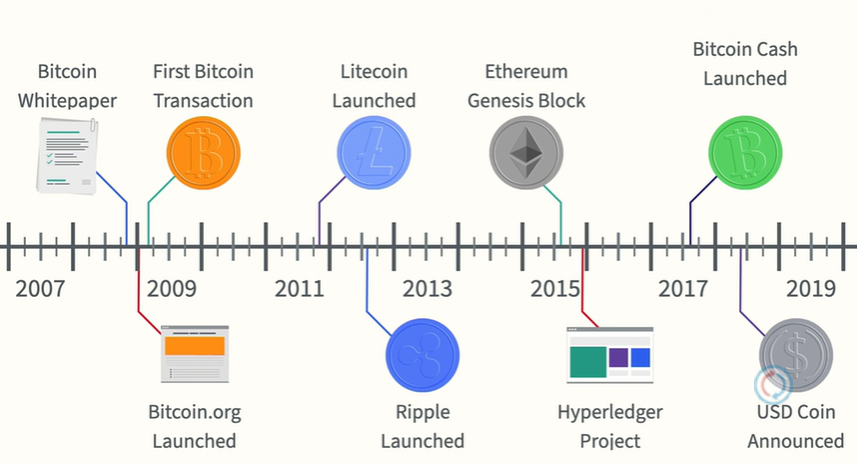 Bitcoin
Whitepaper
First Bitcoin
Transaction
Litecoin
Launched
Ethereum
Genesis Block
Bitcoin Cash
Launched
2007
2009
2011
2013
2015
2017
2019
Bitcoin.org
Launched
Ripple
Launched
Hyperledger
Project
USD Coin
Announced